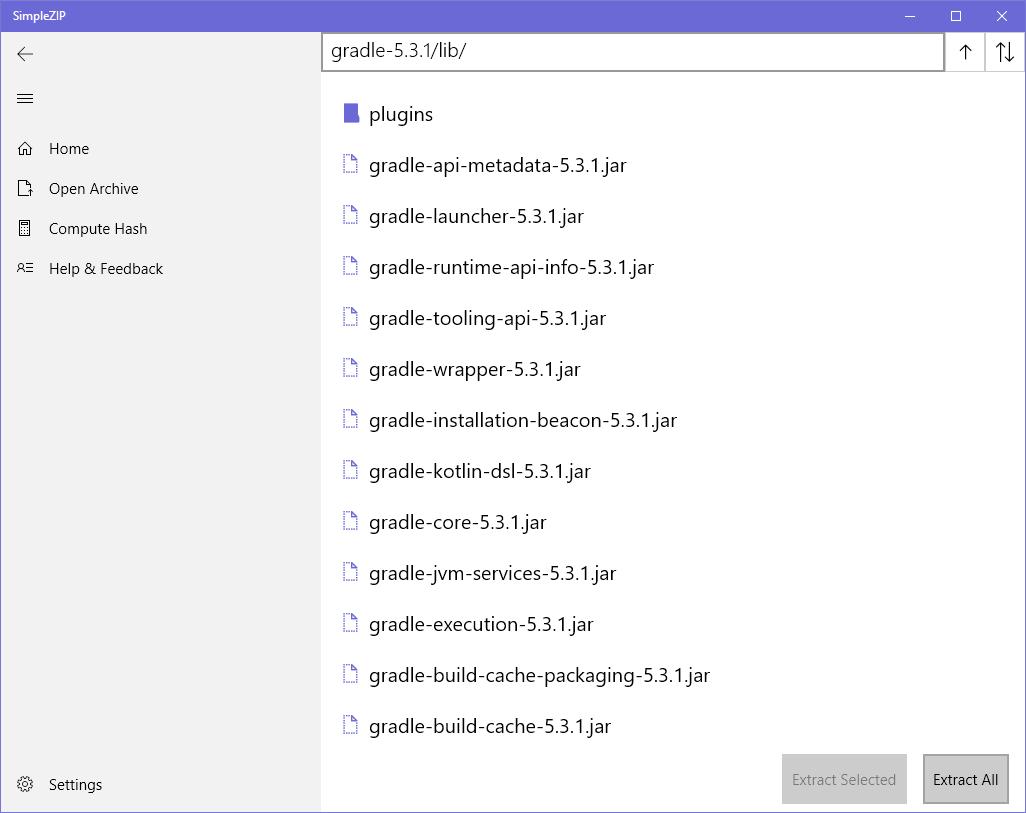 SimpleZIP
gradle-5.3.1/lib/
Home
Open Archive
Compute Hash
Help & Feedback
Settings
plugins
gradle-api-metadata-5.3.1.jar
gradle-launcher-5.3.1.jar
gradle-runtime-api-info-5.3.1.jar
gradle-tooling-api-5.3.1.jar
gradle-wrapper-5.3.1.jar
gradle-installation-beacon-5.3.1.jar
gradle-kotlin-dsl-5.3.1.jar
gradle-core-5.3.1.jar
gradle-jvm-services-5.3.1.jar
gradle-execution-5.3.1.jar
gradle-build-cache-packaging-5.3.1.jar
gradle-build-cache-5.3.1.jar
Extract Selected
Extract All